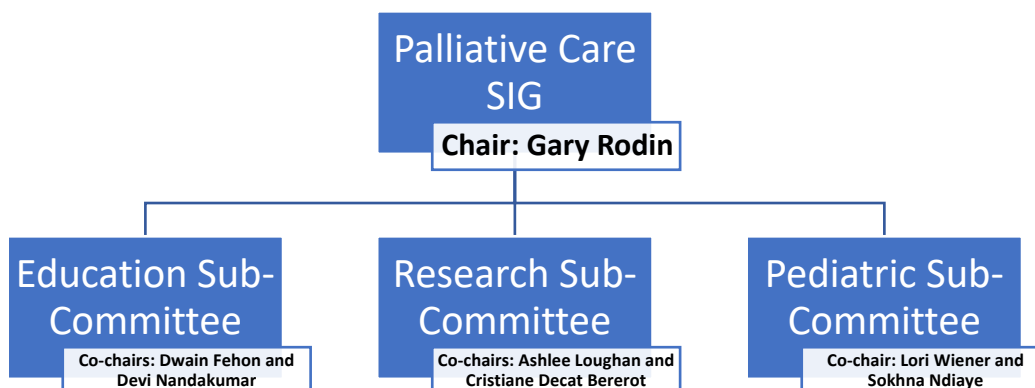 Palliative Care
SIG
Chair: Gary Rodin
Education Sub-
Committee
Co-chairs: Dwain Fehon and
Devi Nandakumar
Research Sub-
Committee
Co-chairs: Ashlee Loughan and
Cristiane Decat Bererot
Pediatric Sub-
Committee
Co-chair: Lori Wiener and
Sokhna Ndiaye